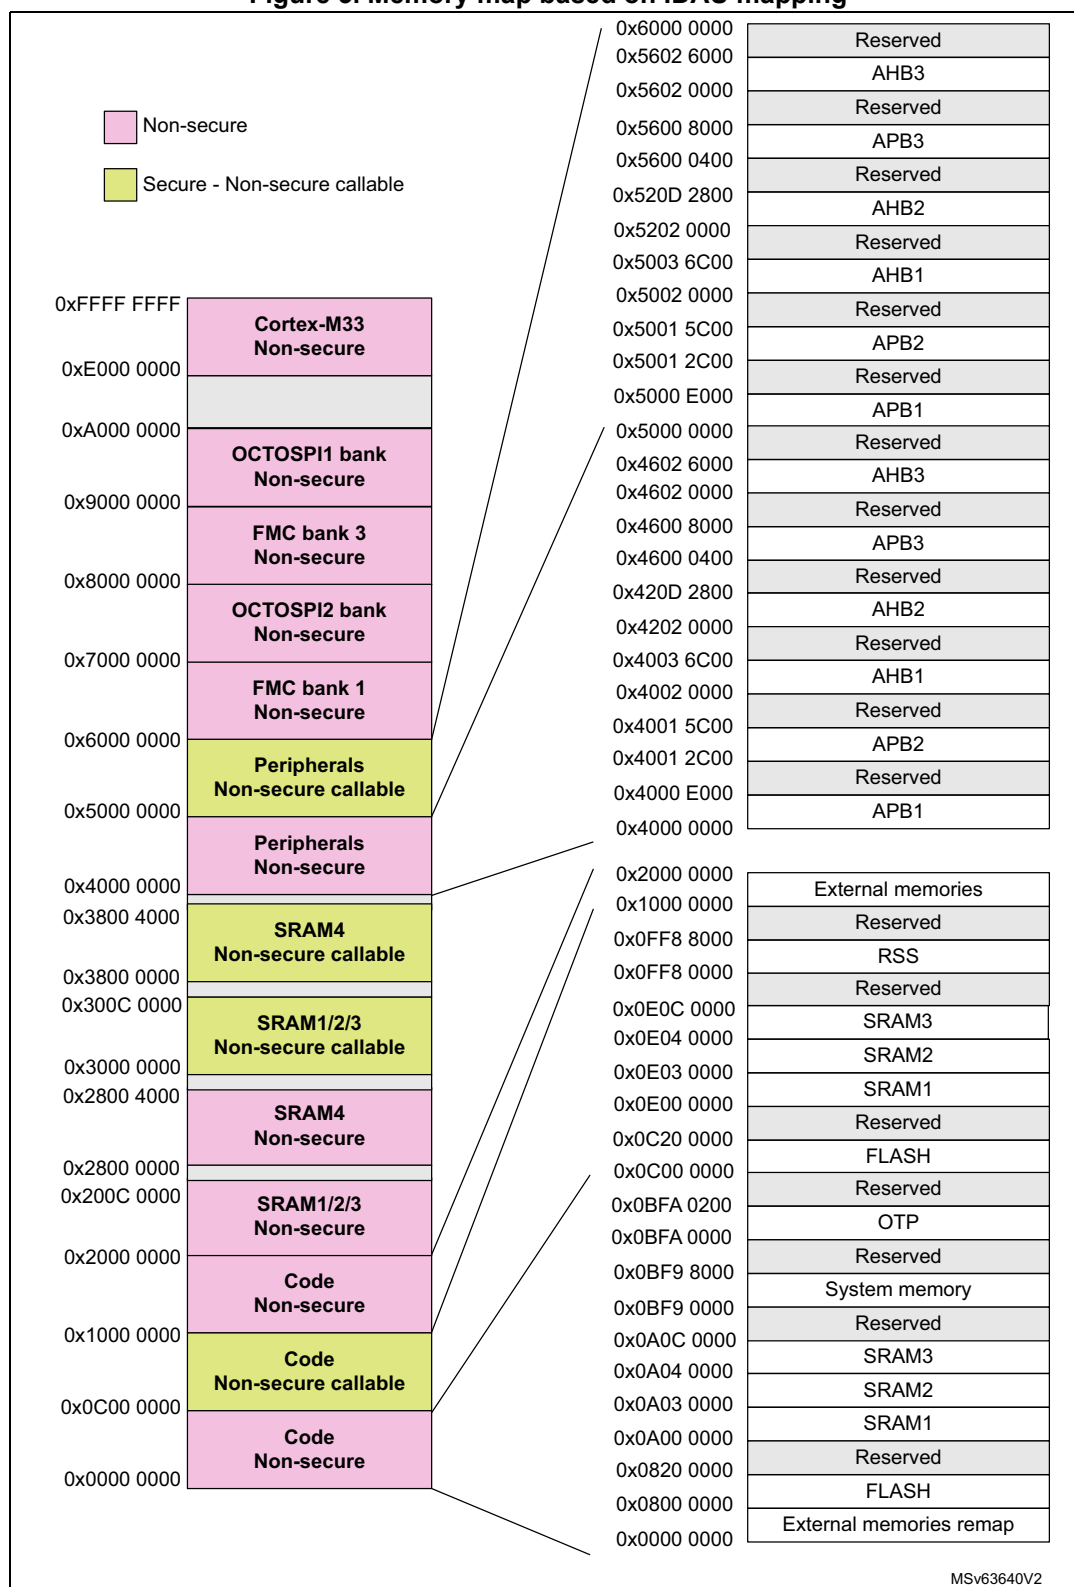 Figure 3. Memory map based on IDAU mapping
Non-secure
Secure - Non-secure callable
0xFFFF FFFF
Cortex-M33
Non-secure
0xE000 0000
0xA000 0000
OCTOSPI1 bank
Non-secure
0x9000 0000
FMC bank 3
Non-secure
0x8000 0000
OCTOSPI2 bank
Non-secure
0x7000 0000
FMC bank 1
Non-secure
0x6000 0000
Peripherals
Non-secure callable
0x5000 0000
Peripherals
Non-secure
0x4000 0000
0x3800 4000
SRAM4
Non-secure callable
0x3800 0000
0x300C 0000
SRAM1/2/3
Non-secure callable
0x3000 0000
0x2800 4000
SRAM4
Non-secure
0x2800 0000
0x200C 0000
SRAM1/2/3
Non-secure
0x2000 0000
Code
Non-secure
0x1000 0000
Code
Non-secure callable
0x0C00 0000
Code
Non-secure
0x0000 0000
0x6000 0000
Reserved
0x5602 6000
AHB3
0x5602 0000
Reserved
0x5600 8000
APB3
0x5600 0400
Reserved
0x520D 2800
AHB2
0x5202 0000
Reserved
0x5003 6C00
AHB1
0x5002 0000
Reserved
0x5001 5C00
APB2
0x5001 2C00
Reserved
0x5000 E000
APB1
0x5000 0000
Reserved
0x4602 6000
AHB3
0x4602 0000
Reserved
0x4600 8000
APB3
0x4600 0400
Reserved
0x420D 2800
AHB2
0x4202 0000
Reserved
0x4003 6C00
AHB1
0x4002 0000
Reserved
0x4001 5C00
APB2
0x4001 2C00
Reserved
0x4000 E000
APB1
0x4000 0000
0x2000 0000
External memories
0x1000 0000
Reserved
0x0FF8 8000
RSS
0x0FF8 0000
Reserved
0x0E0C 0000
SRAM3
0x0E04 0000
SRAM2
0x0E03 0000
SRAM1
0x0E00 0000
Reserved
0x0C20 0000
FLASH
0x0C00 0000
Reserved
0x0BFA 0200
OTP
0x0BFA 0000
Reserved
0x0BF9 8000
System memory
0x0BF9 0000
Reserved
0x0A0C 0000
SRAM3
0x0A04 0000
SRAM2
0x0A03 0000
SRAM1
0x0A00 0000
Reserved
0x0820 0000
FLASH
0x0800 0000
External memories remap
0x0000 0000
MSv63640V2